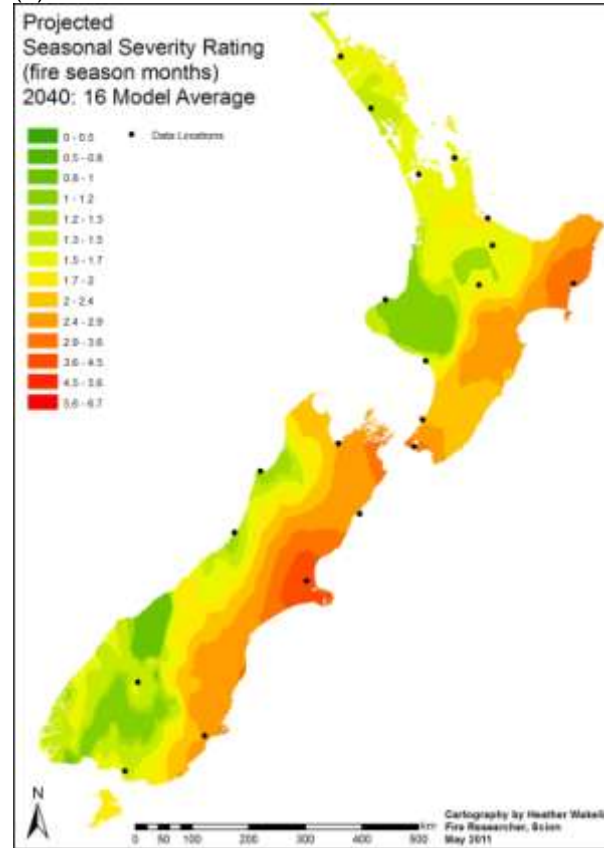 Projected
Seasonal Severity Rating
(fire season months)
2040: 16 Model Average
0 - 0.5
Data Locations
0.5 - 0.8
0.8 - 1
1 - 1.2
1.2 - 1.3
1.3 - 1.5
1.5 - 1.7
1.7 - 2
2 - 2.4
2.4 - 2.9
2.9 - 3.6
3.6 - 4.5
4.5 - 5.6
5.6 - 6.7
N
0 50 100 200 300 400 500
Cartography by Heather
Fire Researcher, Scion
May 2011